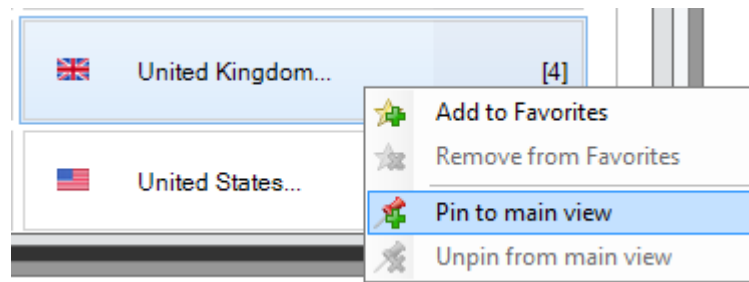 United Kingdom... [4]
Add to Favorites
Remove from Favorites
United States...
Pin to main view
Unpin from main view